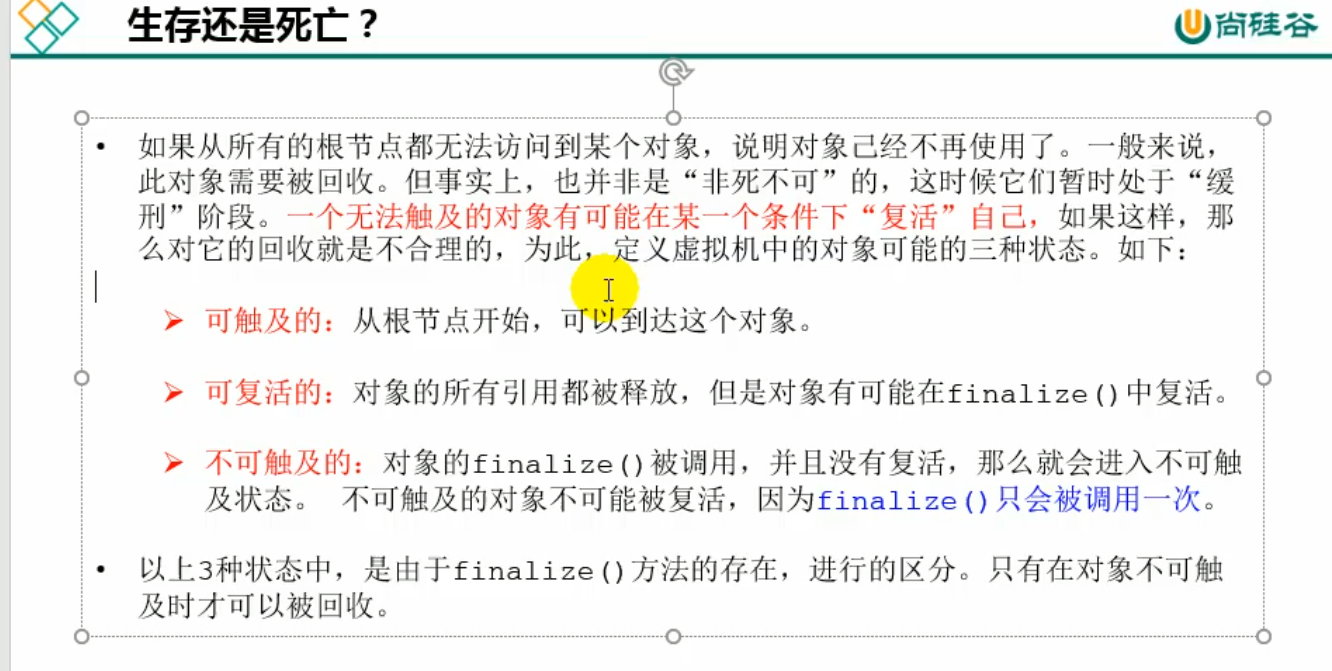 生存还是死亡？
尚硅谷
• 如果从所有的根节点都无法访问到某个对象，说明对象己经不再使用了。一般来说，
此对象需要被回收。但事实上，也并非是“非死不可”的，这时候它们暂时处于“缓
刑”阶段。一个无法触及的对象有可能在某一个条件下“复活”自己，如果这样，那
么对它的回收就是不合理的，为此，定义虚拟机中的对象可能的三种状态。如下：
➢ 可触及的：从根节点开始，可以到达这个对象。
➢ 可复活的：对象的所有引用都被释放，但是对象有可能在finalize()中复活。
➢ 不可触及的：对象的finalize()被调用，并且没有复活，那么就会进入不可触
及状态。 不可触及的对象不可能被复活，因为finalize()只会被调用一次。
• 以上3种状态中，是由于finalize()方法的存在，进行的区分。只有在对象不可触
及时才可以被回收。